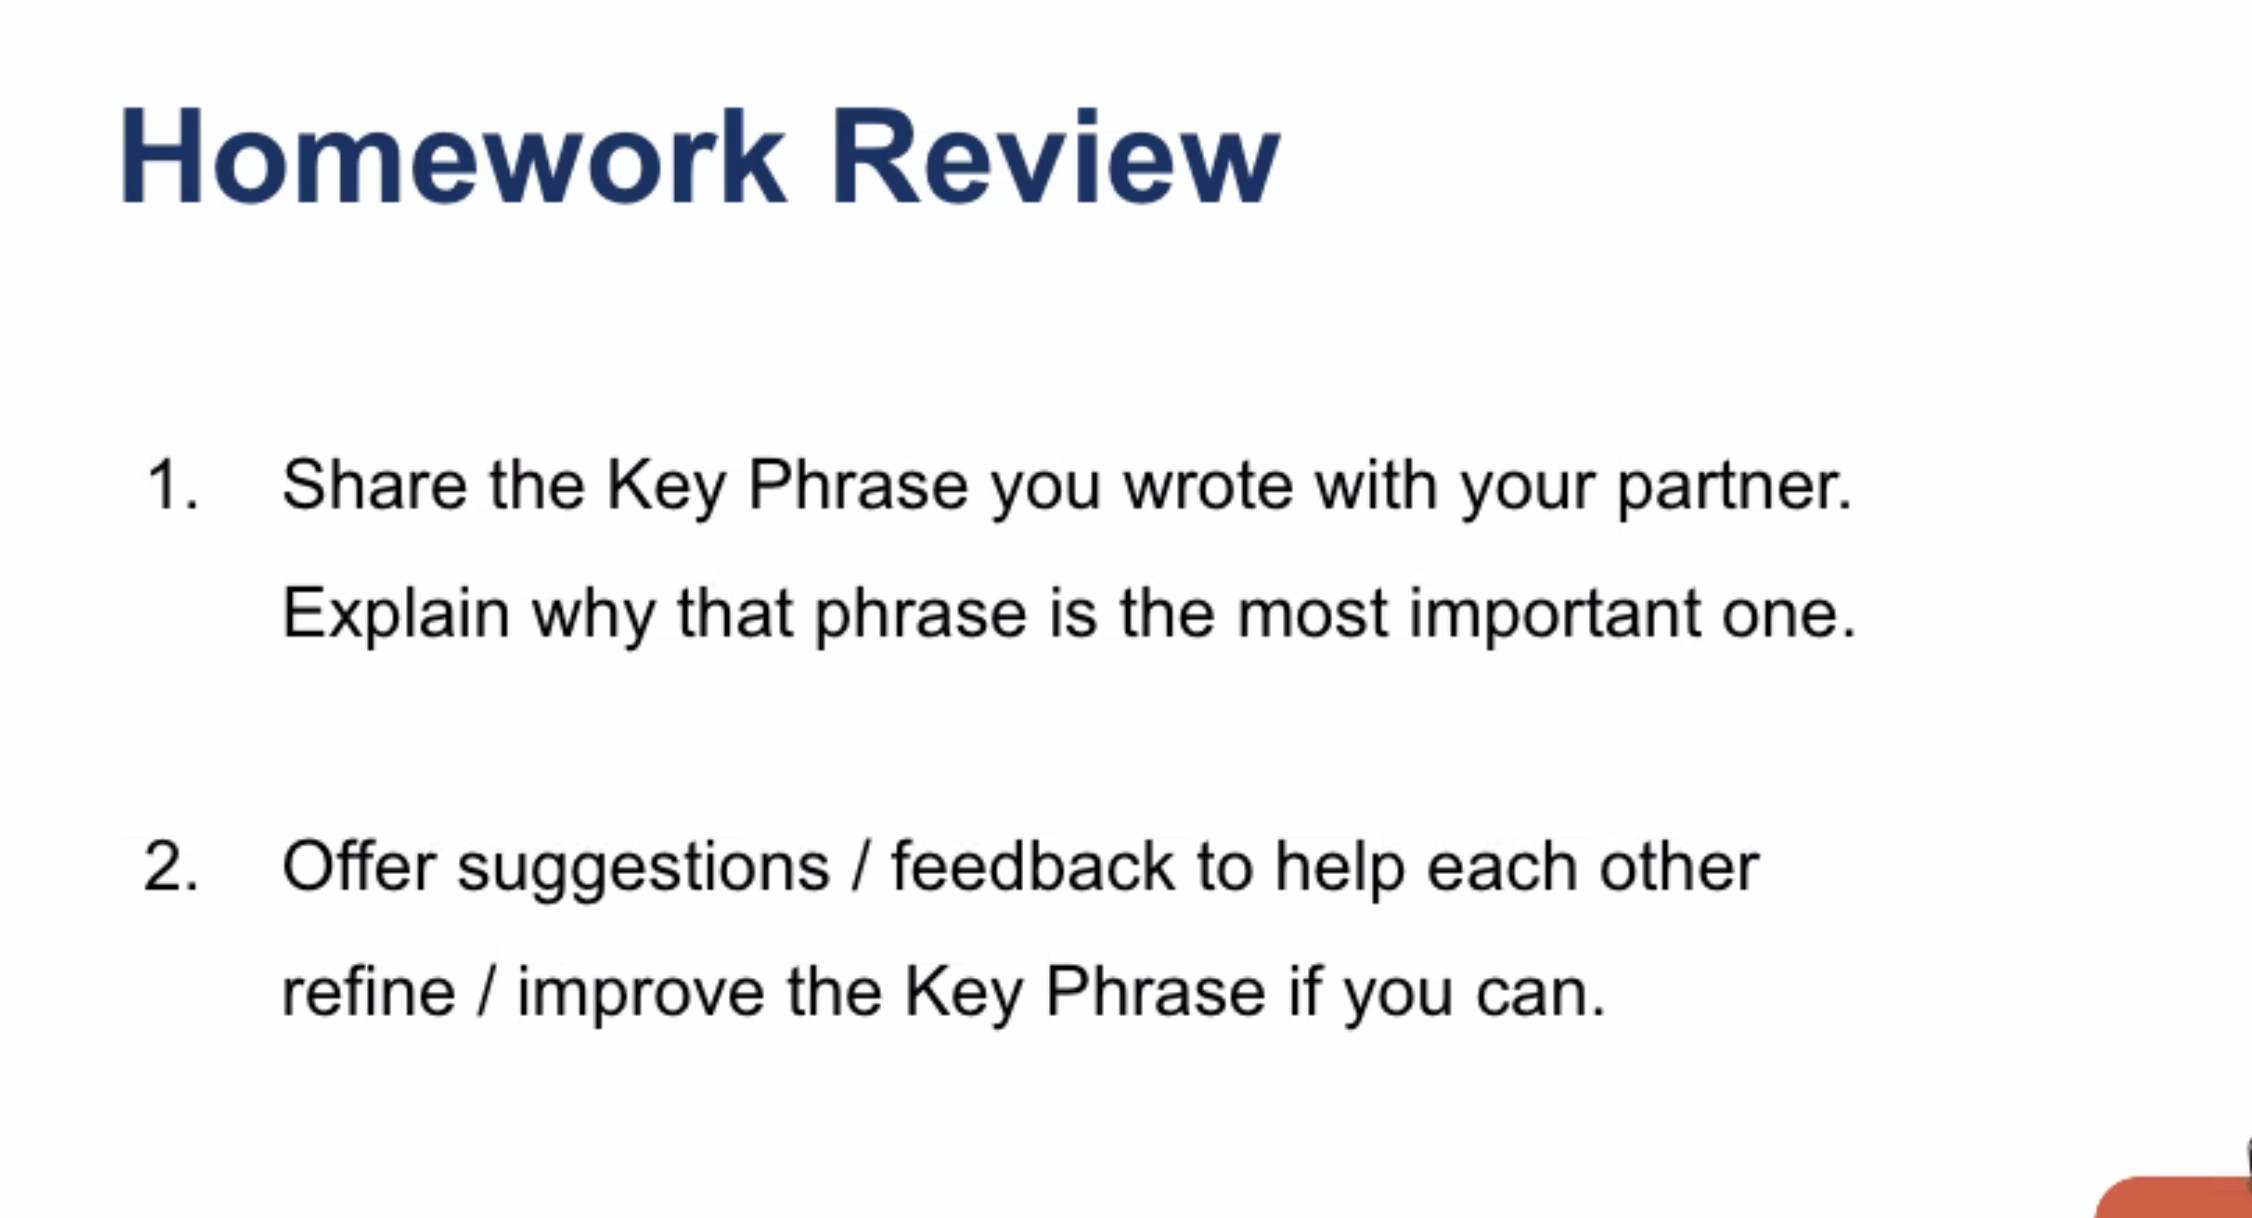 Homework Review
1. Share the Key Phrase you wrote with your partner.
Explain why that phrase is the most important one.
2. Offer suggestions / feedback to help each other
refine / improve the Key Phrase if you can.